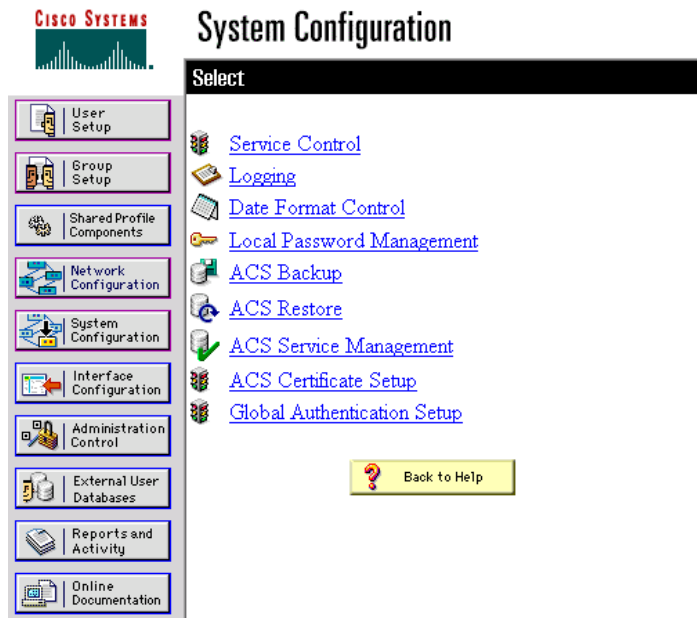 CISCO SYSTEMS
System Configuration
Select
User
Setup
Group
Setup
Shared Profile
Components
Network
Configuration
System
Configuration
Interface
Configuration
Administration
Control
External User
Databases
Reports and
Activity
Online
Documentation
Service Control
Logging
Date Format Control
Local Password Management
ACS Backup
ACS Restore
ACS Service Management
ACS Certificate Setup
Global Authentication Setup
Back to Help